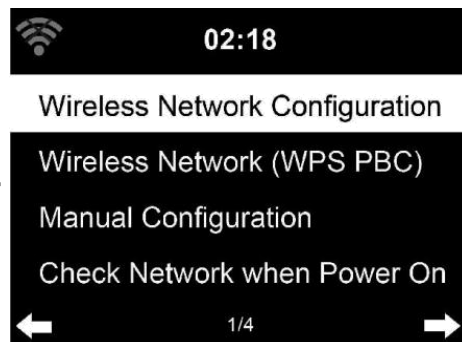 02:18
Wireless Network Configuration
Wireless Network (WPS PBC)
Manual Configuration
Check Network when Power On
1/4